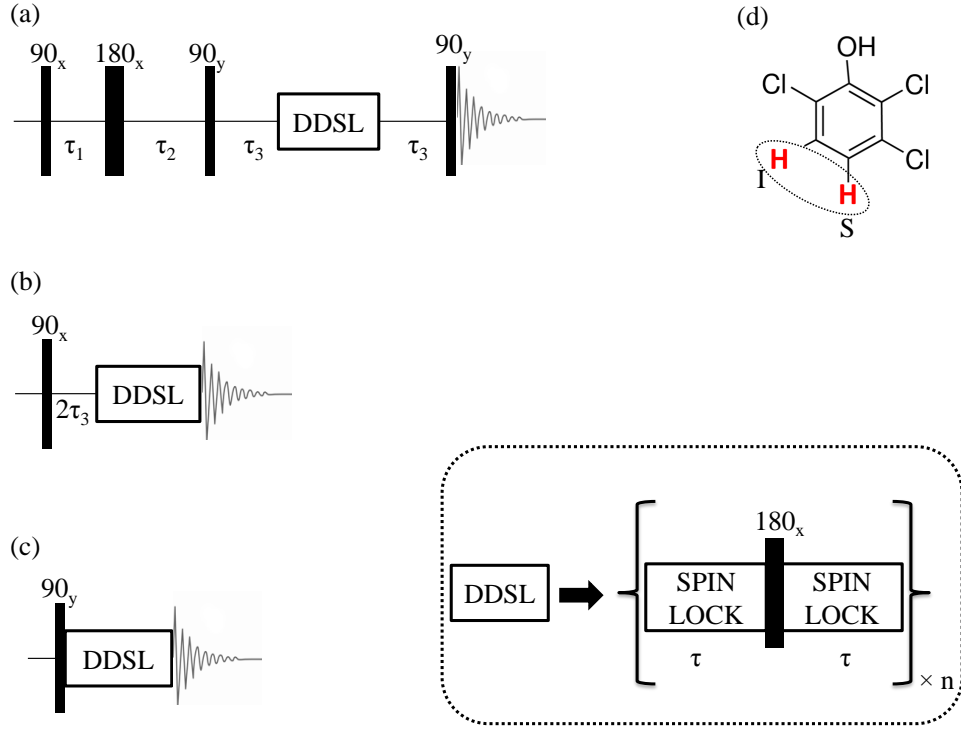 (a)
90x 180x 90y 90y
DDSL
τ1 τ2 τ3 τ3
(d)
OH
Cl Cl
Cl
H
I
H
S
(b)
90x
DDSL
2τ3
(c)
90y
DDSL
DDSL
180x
SPIN SPIN
LOCK LOCK
τ τ
× n